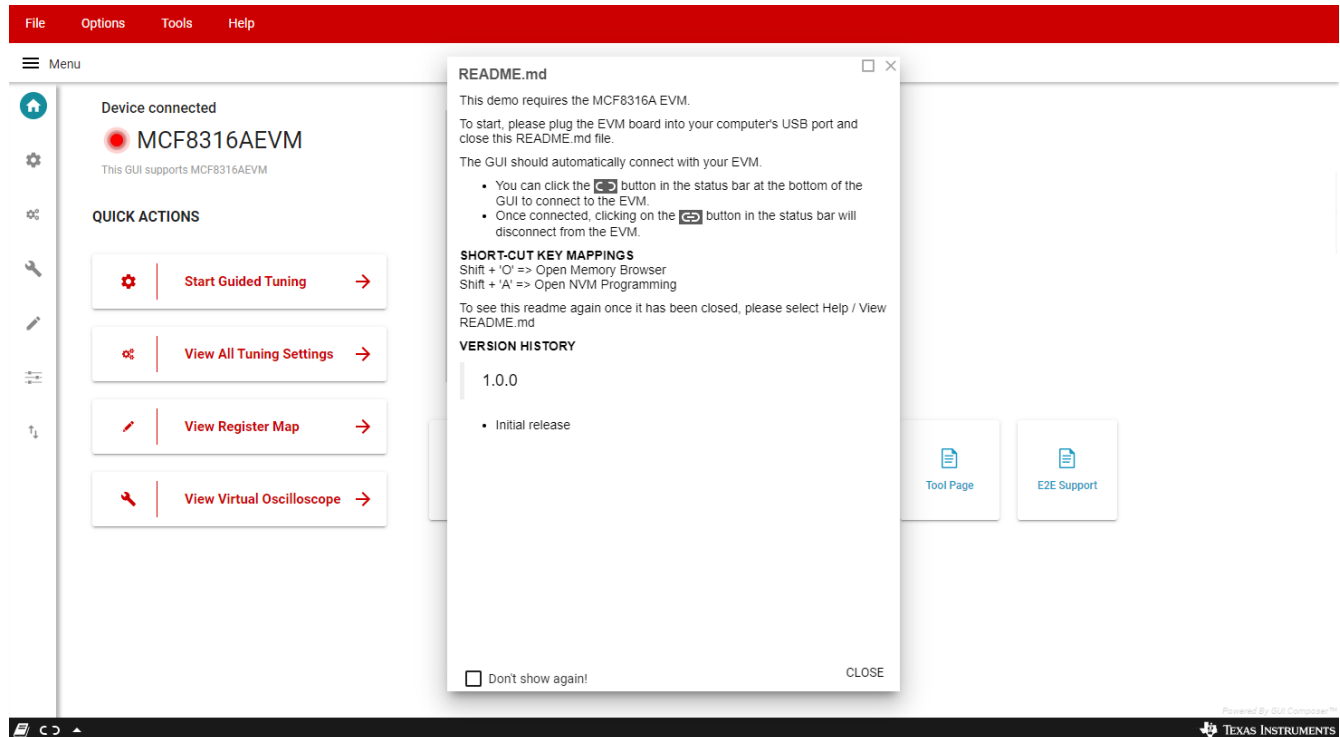 File Options Tools Help
Menu
Device connected
MCF8316AEVM
This GUI supports MCF8316AEVM
QUICK ACTIONS
Start Guided Tuning
View All Tuning Settings
View Register Map
View Virtual Oscilloscope
README.md
This demo requires the MCF8316A EVM.
To start, please plug the EVM board into your computer's USB port and
close this README.md file.
The GUI should automatically connect with your EVM.
• You can click the button in the status bar at the bottom of the
GUI to connect to the EVM.
• Once connected, clicking on the button in the status bar will
disconnect from the EVM.
SHORT-CUT KEY MAPPINGS
Shift + 'O' => Open Memory Browser
Shift + 'A' => Open NVM Programming
To see this readme again once it has been closed, please select Help / View
README.md
VERSION HISTORY
1.0.0
• Initial release
Don't show again!
CLOSE
Tool Page
E2E Support
Powered By GUI Composer™
TEXAS INSTRUMENTS